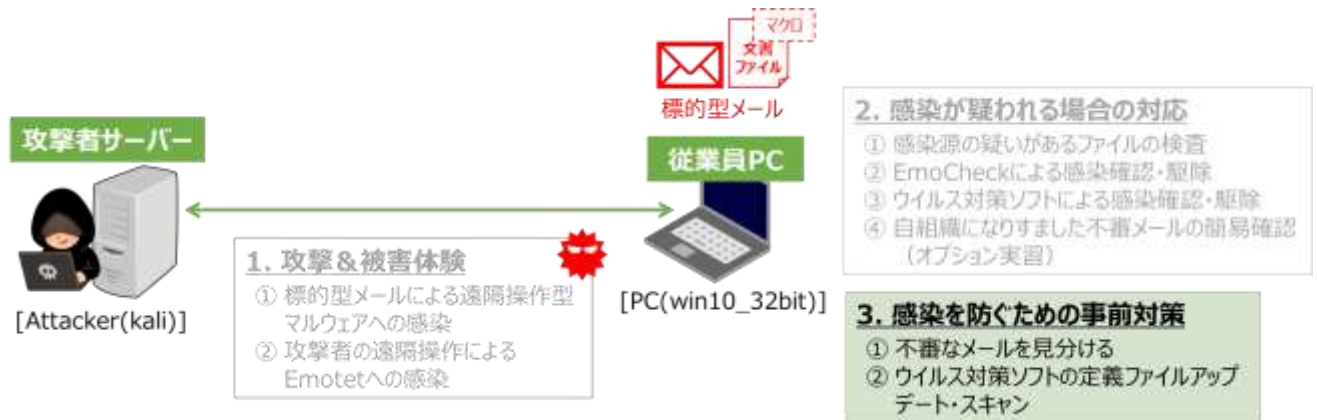 マクロ
文書
ファイル
標的型メール
攻撃者サーバー
従業員PC
[Attacker(kali)]
[PC(win10_32bit)]
1. 攻撃&被害体験
① 標的型メールによる遠隔操作型
マルウェアへの感染
② 攻撃者の遠隔操作による
Emotetへの感染
2. 感染が疑われる場合の対応
① 感染源の疑いがあるファイルの検査
② EmoCheckによる感染確認・駆除
③ ウイルス対策ソフトによる感染確認・駆除
④ 自組織になりすました不審メールの簡易確認
(オプション実習)
3. 感染を防ぐための事前対策
① 不審なメールを見分ける
② ウイルス対策ソフトの定義ファイルアップ
デート・スキャン